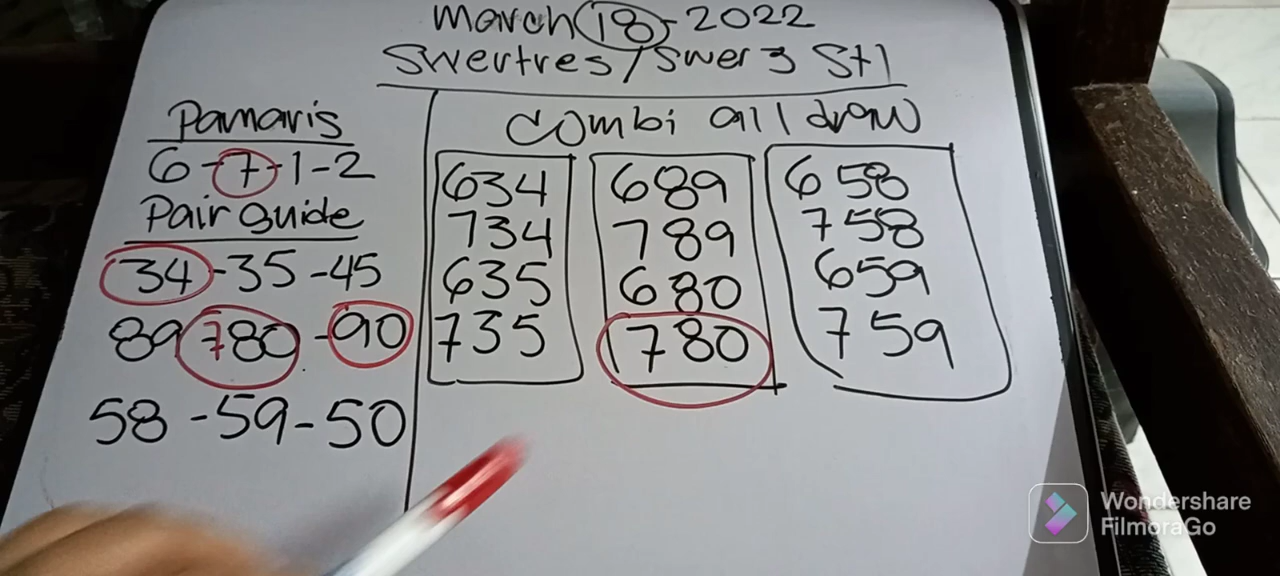 March 18-2022
Swertres/Swer3 Stl
Pamaris
6-7-1-2
Pair Guide
34-35-45
89 780-90
58-59-50
Combi all draw
634
734
635
735
689
789
680
780
658
758
659
759
Wondershare
FilmoraGo